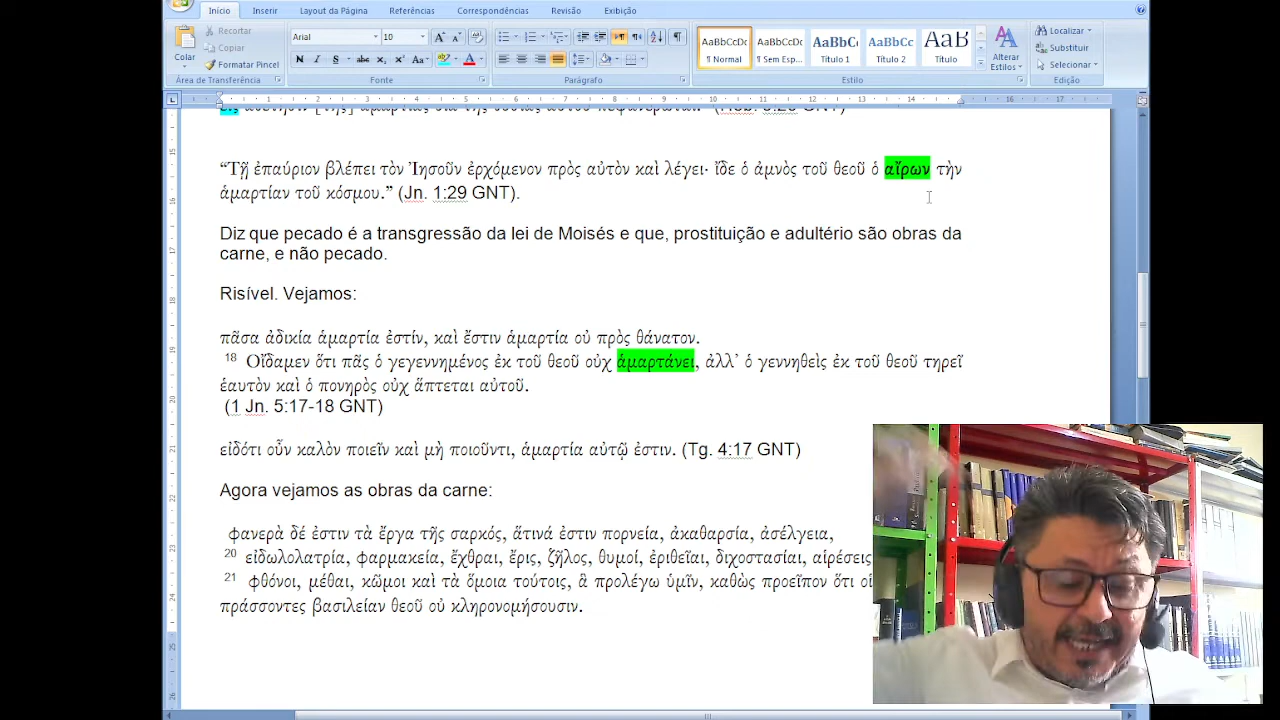 Início Inserir Layout da Página Referências Correspondências Revisão Exibição
Colar Recortar Copiar Formatar Pincel
Arial 10
N I S abc x₂ x² Aa A
AaBbCcDc AaBbCcDc AaBbC AaBbCc AaB
¶ Normal ¶ Sem Esp... Título 1 Título 2 Título
Alterar Estilos
Localizar Substituir Selecionar
Área de Transferência Fonte Parágrafo Estilo Edição
“Τῇ ἐπαύριον βλέπει τὸν Ἰησοῦν ἐρχόμενον πρὸς αὐτὸν καὶ λέγει· ἴδε ὁ ἀμνὸς τοῦ θεοῦ ὁ αἴρων τὴν
ἁμαρτίαν τοῦ κόσμου.” (Jn 1:29 GNT).
Diz que pecado é a transgressão da lei de Moisés e que, prostituição e adultério são obras da
carne, e não pecado.
Risível. Vejamos:
πᾶσα ἀδικία ἁμαρτία ἐστίν, καὶ ἔστιν ἁμαρτία οὐ πρὸς θάνατον.
18 Οἴδαμεν ὅτι πᾶς ὁ γεγεννημένος ἐκ τοῦ θεοῦ οὐχ ἁμαρτάνει, ἀλλ’ ὁ γεννηθεὶς ἐκ τοῦ θεοῦ τηρεῖ
ἑαυτὸν καὶ ὁ πονηρὸς οὐχ ἅπτεται αὐτοῦ.
(1 Jn. 5:17-18 GNT)
εἰδότι οὖν καλὸν ποιεῖν καὶ μὴ ποιοῦντι, ἁμαρτία αὐτῷ ἐστιν. (Tg. 4:17 GNT)
Agora vejamos as obras da carne:
φανερὰ δέ ἐστιν τὰ ἔργα τῆς σαρκός, ἅτινά ἐστιν πορνεία, ἀκαθαρσία, ἀσέλγεια,
20 εἰδωλολατρία, φαρμακεία, ἔχθραι, ἔρις, ζῆλος, θυμοί, ἐριθεῖαι, διχοστασίαι, αἱρέσεις
21 φθόνοι, μέθαι, κῶμοι καὶ τὰ ὅμοια τούτοις, ἃ προλέγω ὑμῖν, καθὼς προεῖπον ὅτι οἱ
πράσσοντες βασιλείαν θεοῦ οὐ κληρονομήσουσιν.